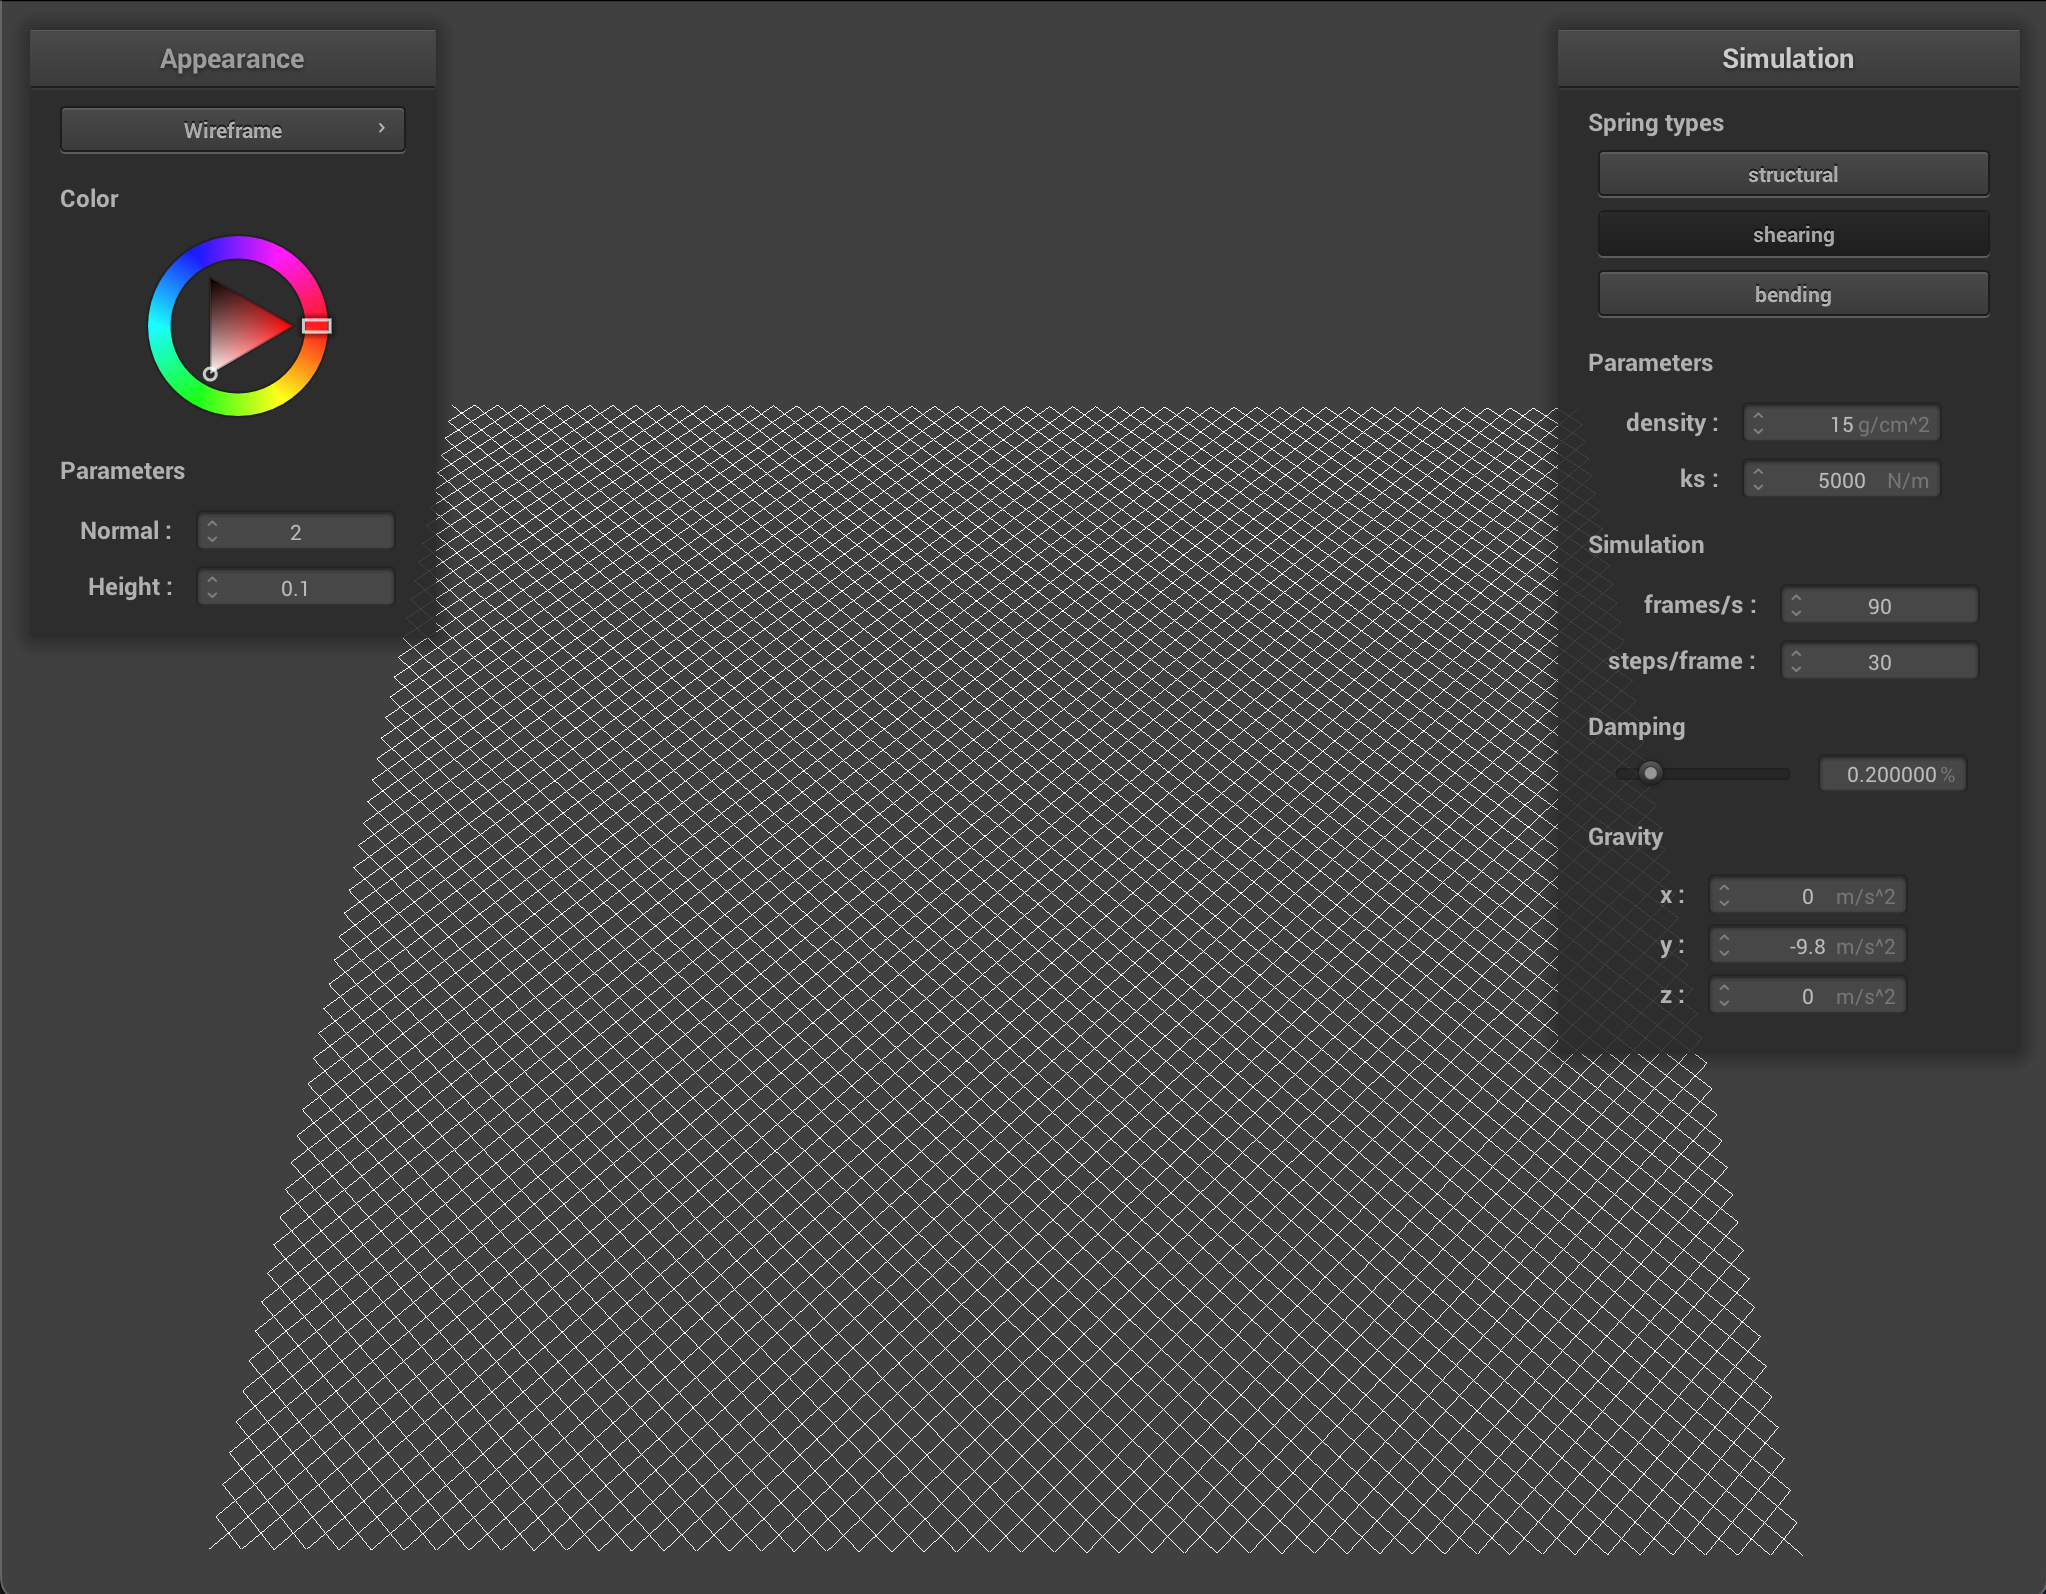 Appearance
Wireframe
Color
Parameters
Normal : 2
Height : 0.1
Simulation
Spring types
structural
shearing
bending
Parameters
density : 15 g/cm^2
ks : 5000 N/m
Simulation
frames/s : 90
steps/frame : 30
Damping
0.200000 %
Gravity
x : 0 m/s^2
y : -9.8 m/s^2
z : 0 m/s^2